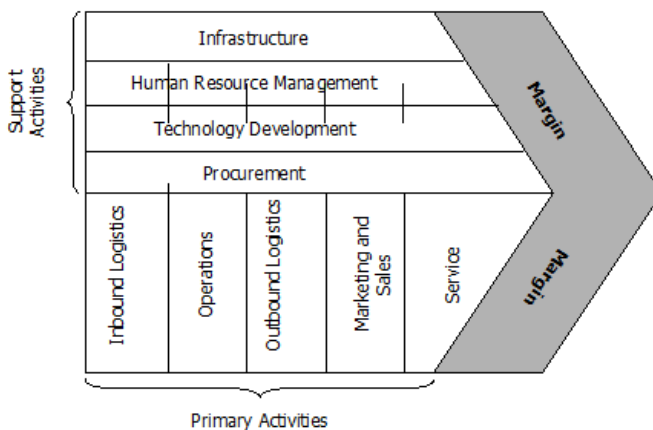 Support
Activities
Infrastructure
Human Resource Management
Technology Development
Procurement
Margin
Inbound Logistics
Operations
Outbound Logistics
Marketing and
Sales
Service
Margin
Primary Activities